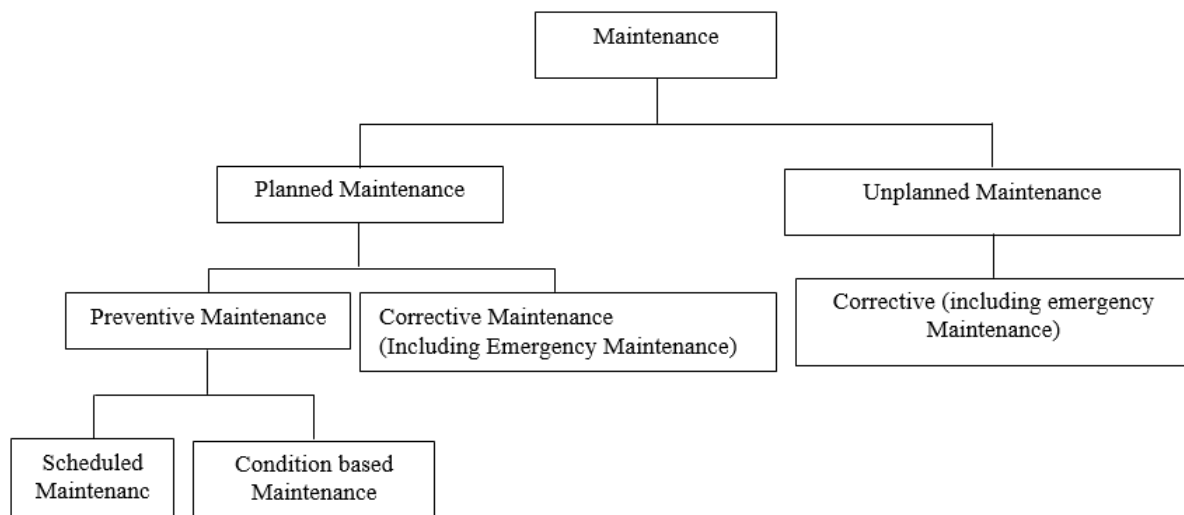 Maintenance
Planned Maintenance
Unplanned Maintenance
Preventive Maintenance
Corrective Maintenance
(Including Emergency Maintenance)
Corrective (including emergency
Maintenance)
Scheduled
Maintenanc
Condition based
Maintenance